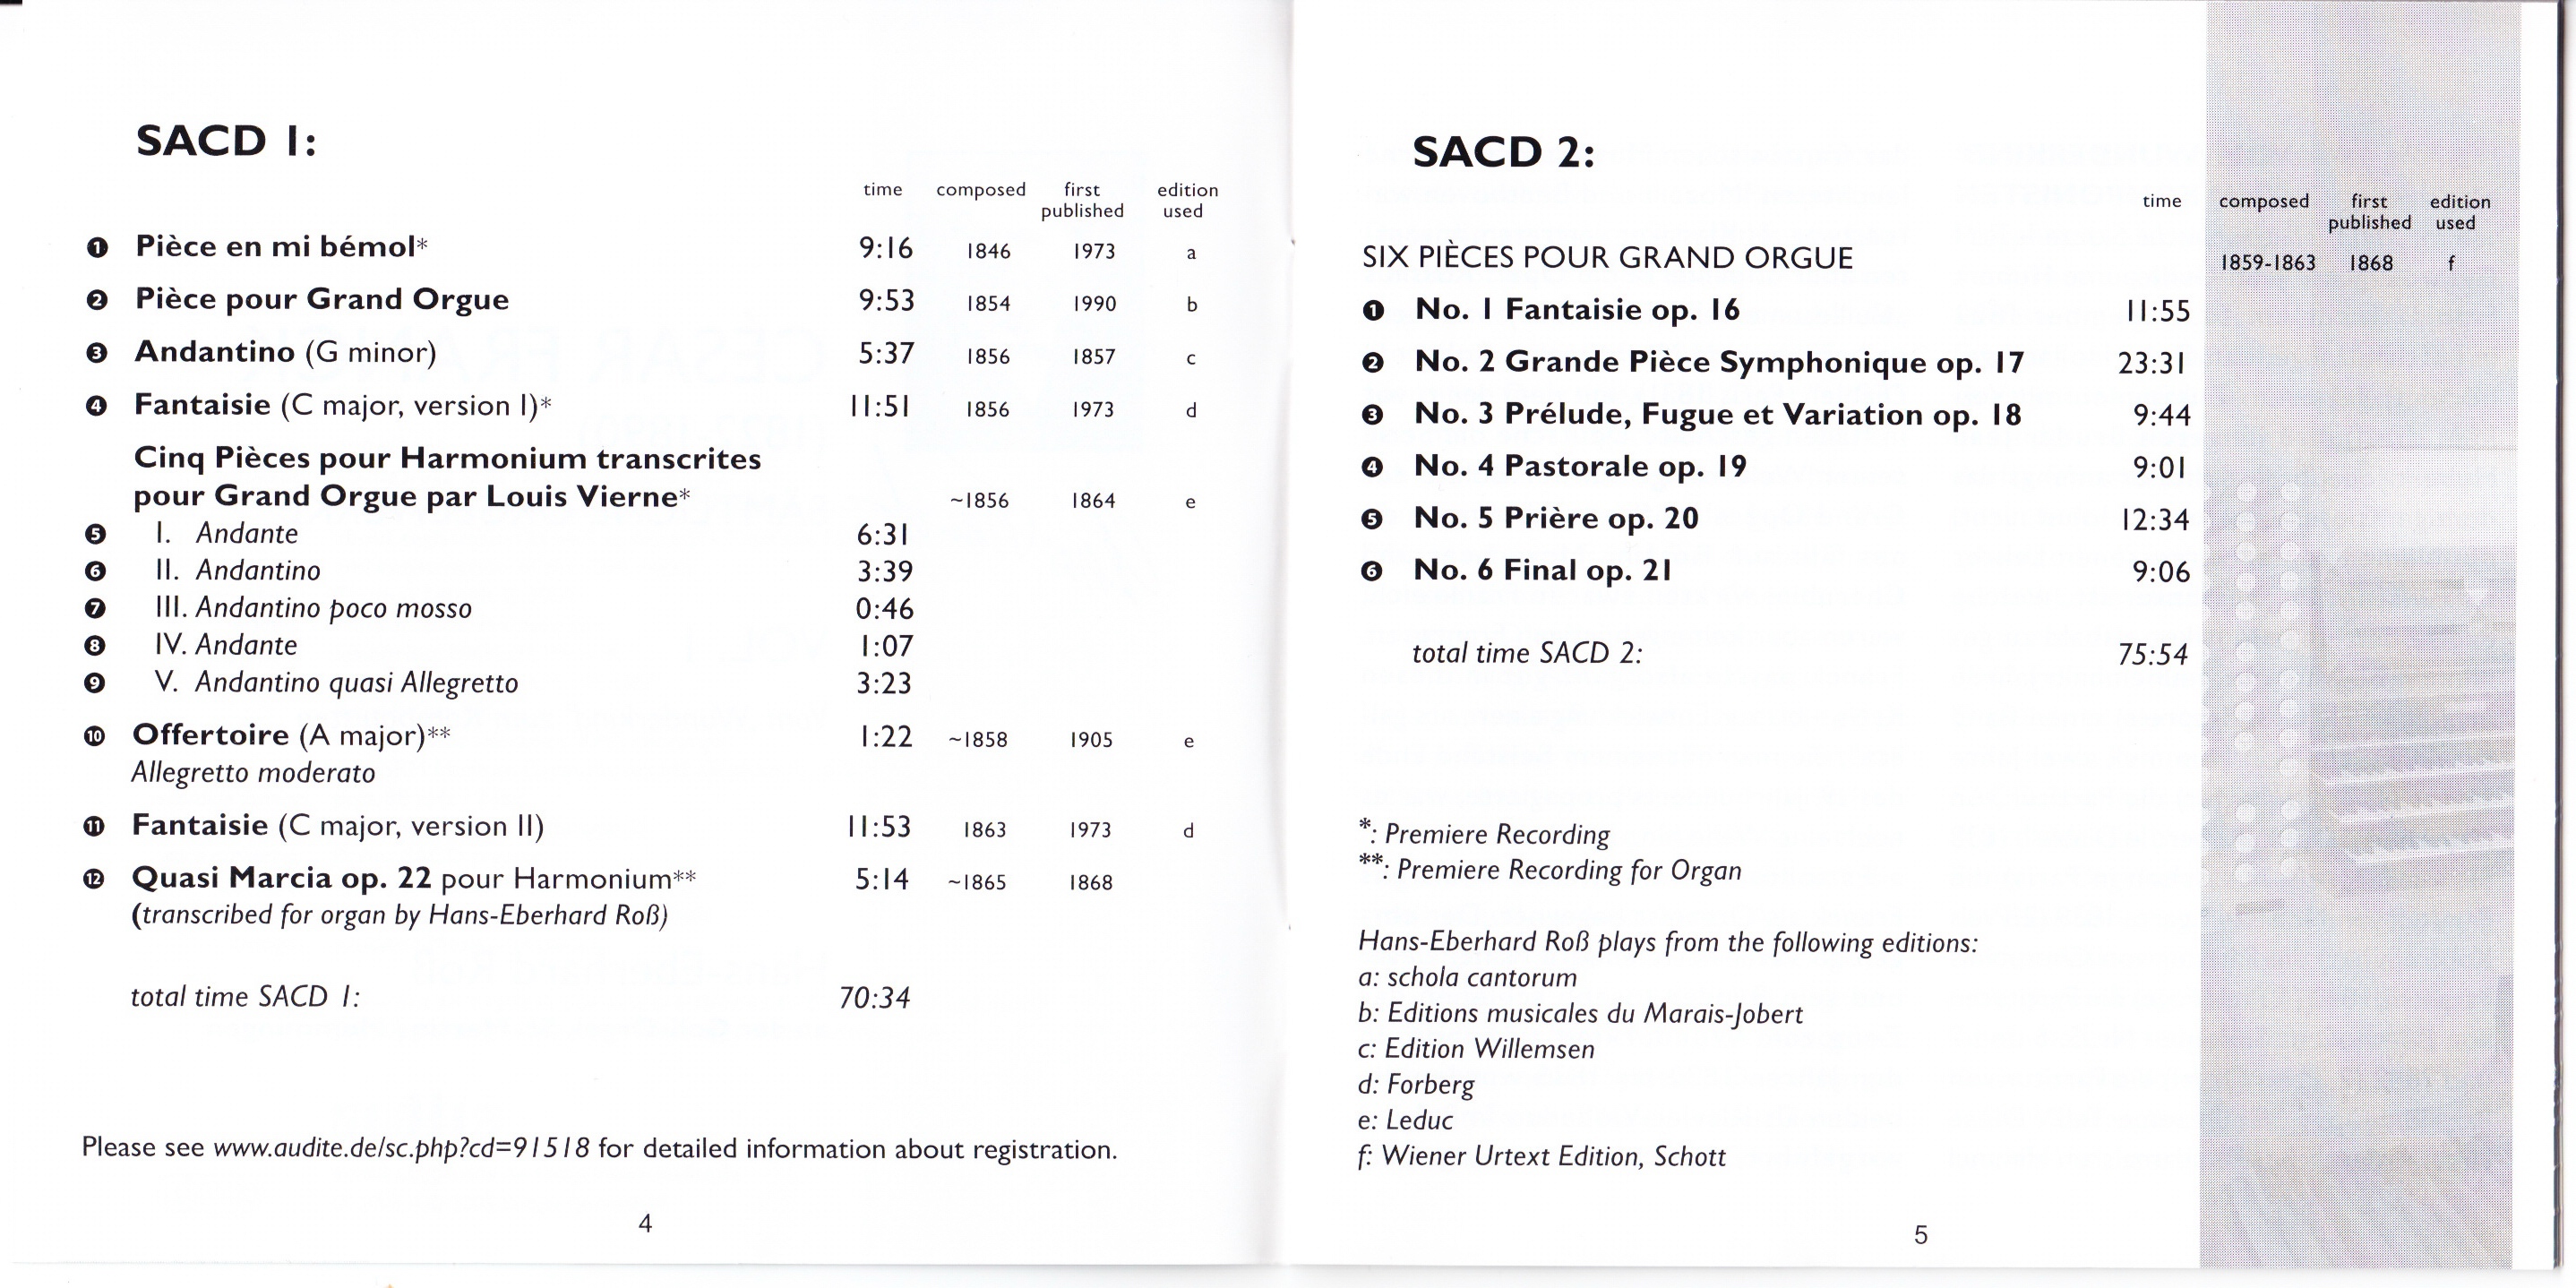 SACD 1:
time composed first published edition used
❶ Pièce en mi bémol* 9:16 1846 1973 a
❷ Pièce pour Grand Orgue 9:53 1854 1990 b
❸ Andantino (G minor) 5:37 1856 1857 c
❹ Fantaisie (C major, version I)* 11:51 1856 1973 d
Cinq Pièces pour Harmonium transcrites
pour Grand Orgue par Louis Vierne* ~1856 1864 e
❺ I. Andante 6:31
❻ II. Andantino 3:39
❼ III. Andantino poco mosso 0:46
❽ IV. Andante 1:07
❾ V. Andantino quasi Allegretto 3:23
❿ Offertoire (A major)** 1:22 ~1858 1905 e
Allegretto moderato
⓫ Fantaisie (C major, version II) 11:53 1863 1973 d
⓬ Quasi Marcia op. 22 pour Harmonium** 5:14 ~1865 1868
(transcribed for organ by Hans-Eberhard Roß)
total time SACD 1: 70:34
Please see www.audite.de/sc.php?cd=91518 for detailed information about registration.
4
SACD 2:
time composed first published edition used
SIX PIÈCES POUR GRAND ORGUE 1859-1863 1868 f
❶ No. 1 Fantaisie op. 16 11:55
❷ No. 2 Grande Pièce Symphonique op. 17 23:31
❸ No. 3 Prélude, Fugue et Variation op. 18 9:44
❹ No. 4 Pastorale op. 19 9:01
❺ No. 5 Prière op. 20 12:34
❻ No. 6 Final op. 21 9:06
total time SACD 2: 75:54
*: Premiere Recording
**: Premiere Recording for Organ
Hans-Eberhard Roß plays from the following editions:
a: schola cantorum
b: Editions musicales du Marais-Jobert
c: Edition Willemsen
d: Forberg
e: Leduc
f: Wiener Urtext Edition, Schott
5